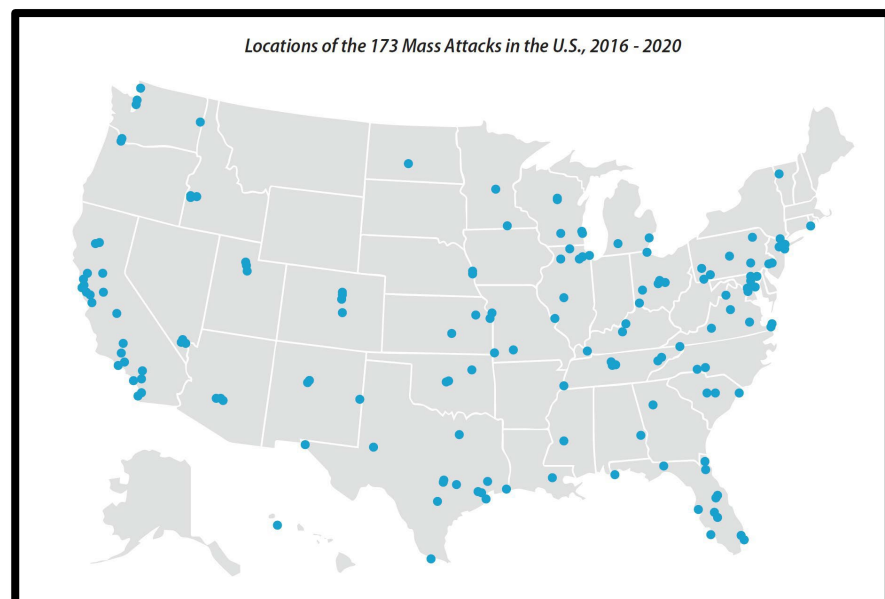 Locations of the 173 Mass Attacks in the U.S., 2016 - 2020